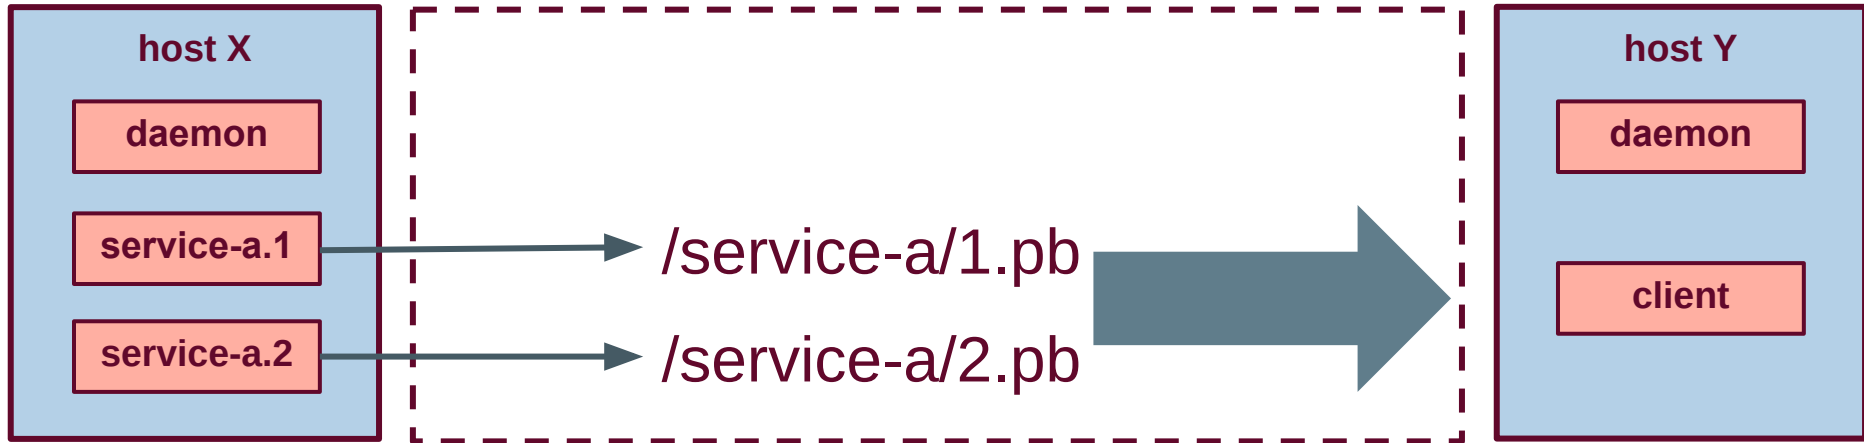 host X
daemon
service-a.1
service-a.2
/service-a/1.pb
/service-a/2.pb
host Y
daemon
client